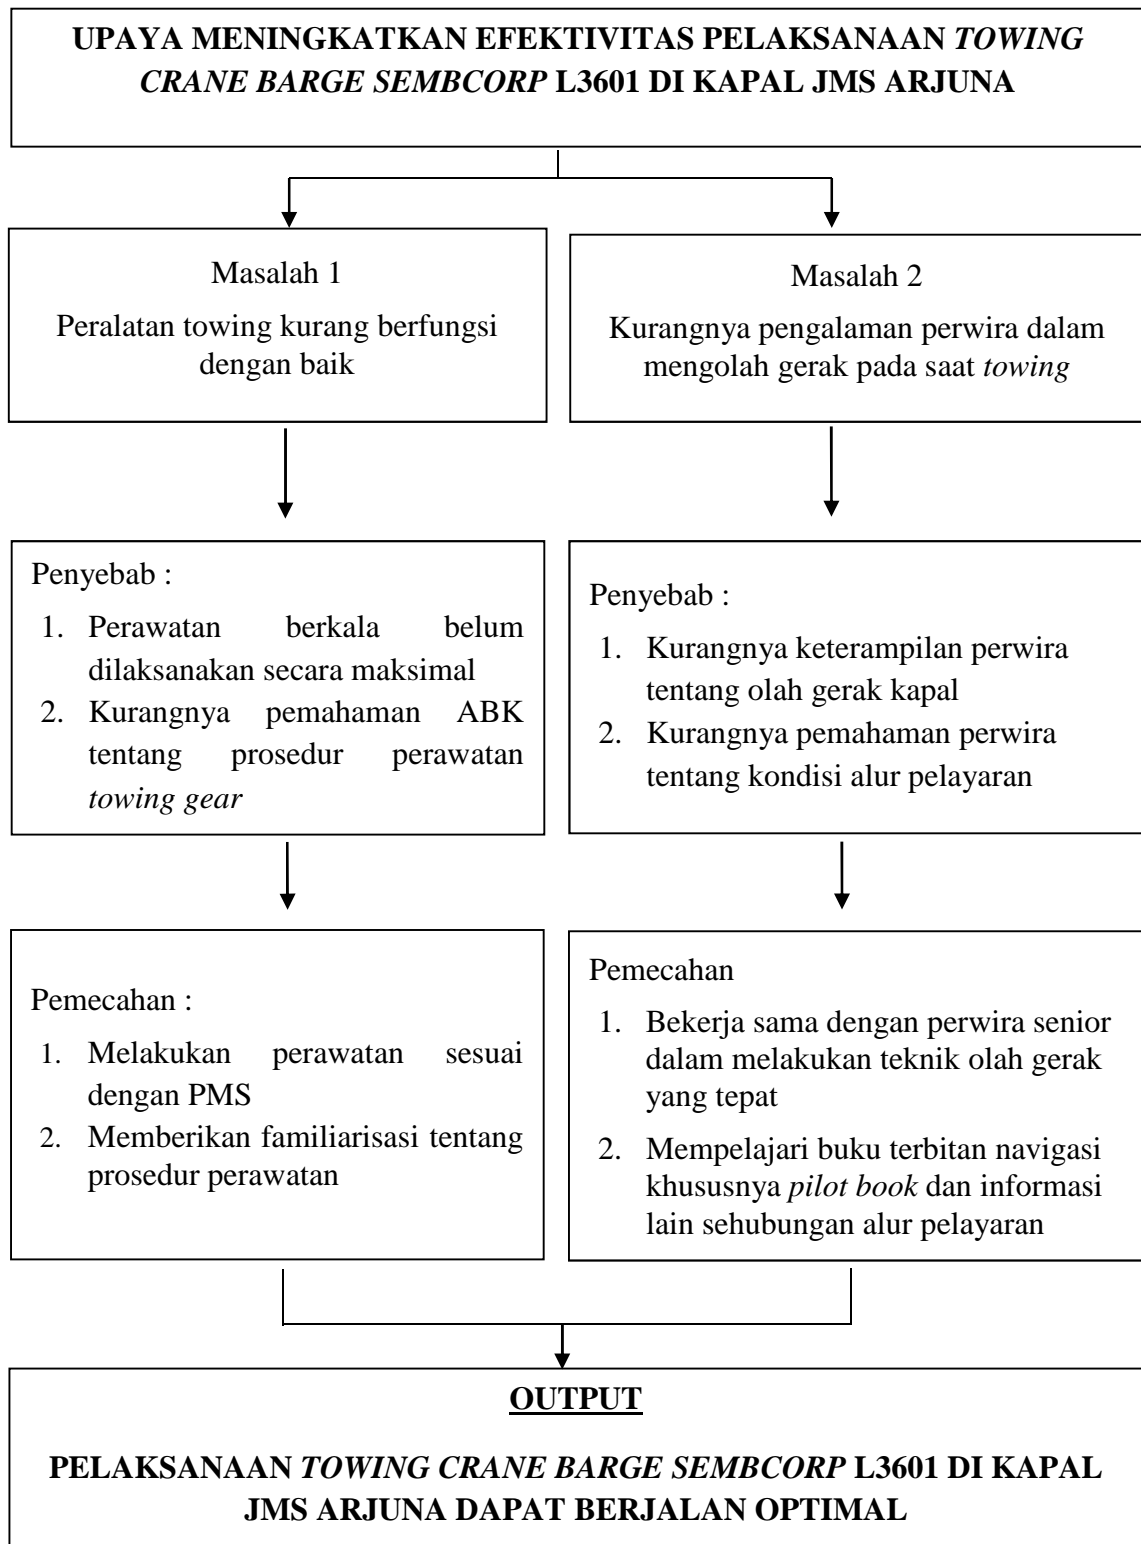 UPAYA MENINGKATKAN EFEKTIVITAS PELAKSANAAN TOWING
CRANE BARGE SEMBCORP L3601 DI KAPAL JMS ARJUNA
Masalah 1
Peralatan towing kurang berfungsi
dengan baik
Masalah 2
Kurangnya pengalaman perwira dalam
mengolah gerak pada saat towing
Penyebab :
1. Perawatan berkala belum
dilaksanakan secara maksimal
2. Kurangnya pemahaman ABK
tentang prosedur perawatan
towing gear
Penyebab :
1. Kurangnya keterampilan perwira
tentang olah gerak kapal
2. Kurangnya pemahaman perwira
tentang kondisi alur pelayaran
Pemecahan :
1. Melakukan perawatan sesuai
dengan PMS
2. Memberikan familiarisasi tentang
prosedur perawatan
Pemecahan
1. Bekerja sama dengan perwira senior
dalam melakukan teknik olah gerak
yang tepat
2. Mempelajari buku terbitan navigasi
khususnya pilot book dan informasi
lain sehubungan alur pelayaran
OUTPUT
PELAKSANAAN TOWING CRANE BARGE SEMBCORP L3601 DI KAPAL
JMS ARJUNA DAPAT BERJALAN OPTIMAL